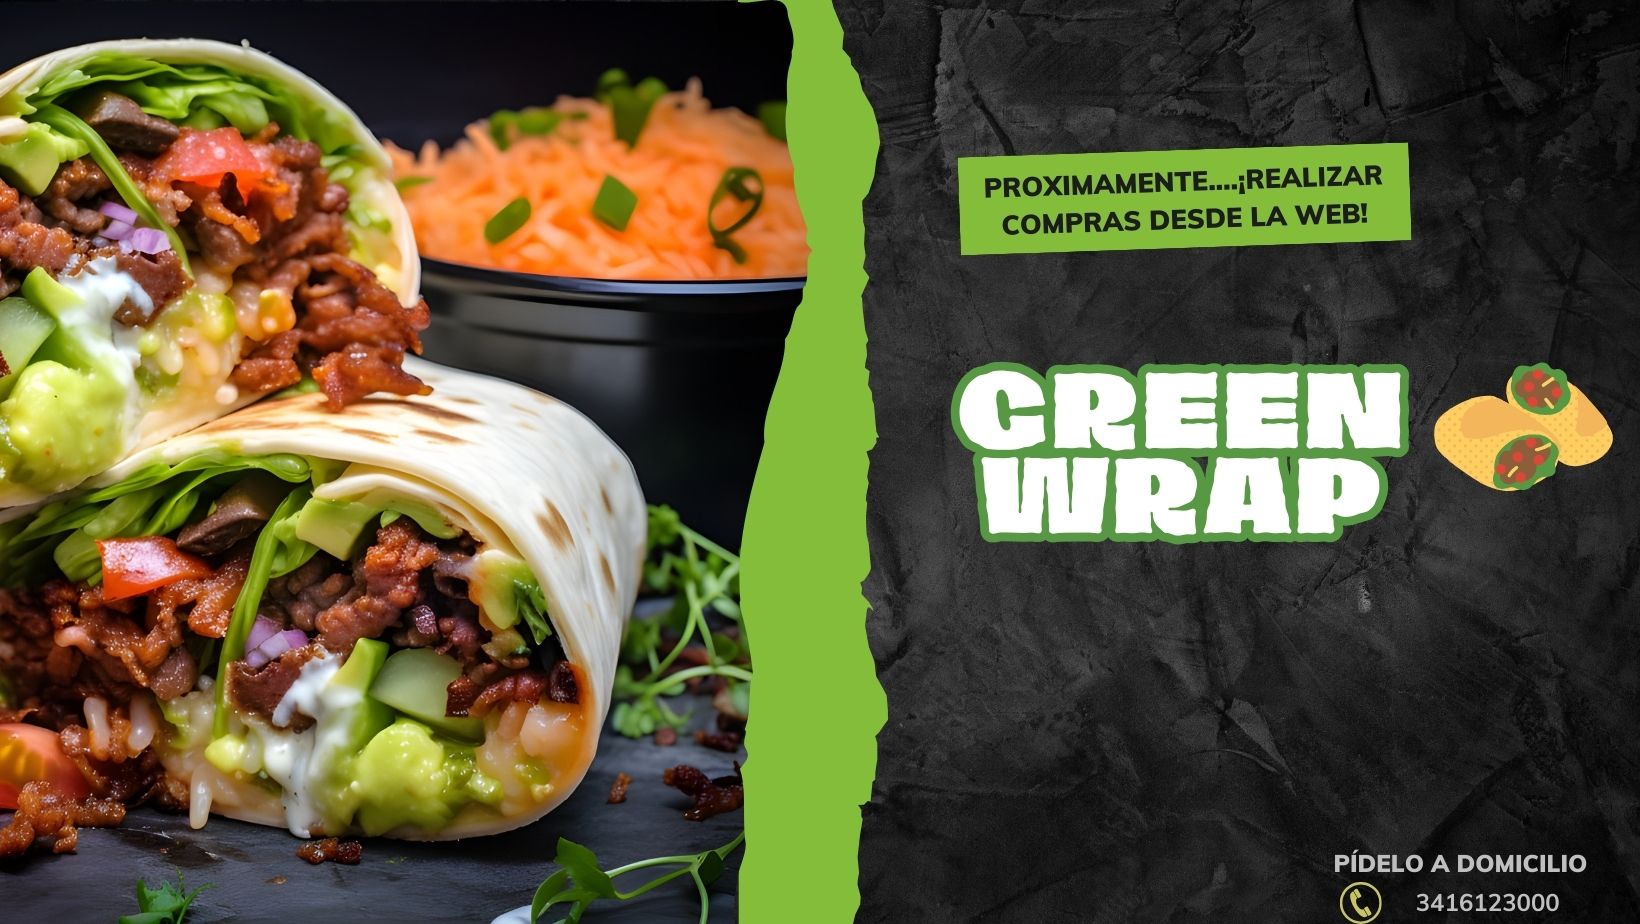 PROXIMAMENTE....¡REALIZAR
COMPRAS DESDE LA WEB!
GREEN
WRAP
PÍDELO A DOMICILIO
3416123000